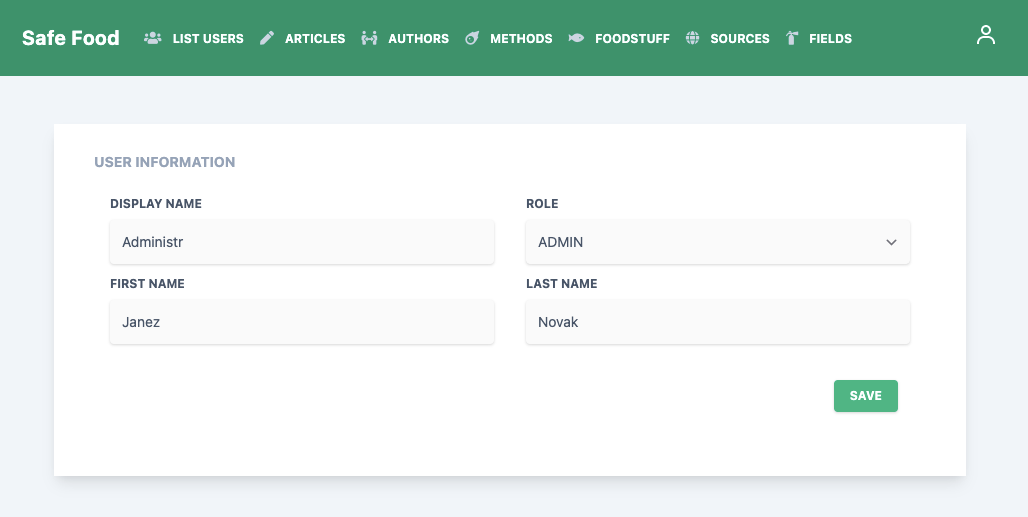 Safe Food LIST USERS ARTICLES AUTHORS METHODS FOODSTUFF SOURCES FIELDS
USER INFORMATION
DISPLAY NAME ROLE
Administr ADMIN
FIRST NAME LAST NAME
Janez Novak
SAVE